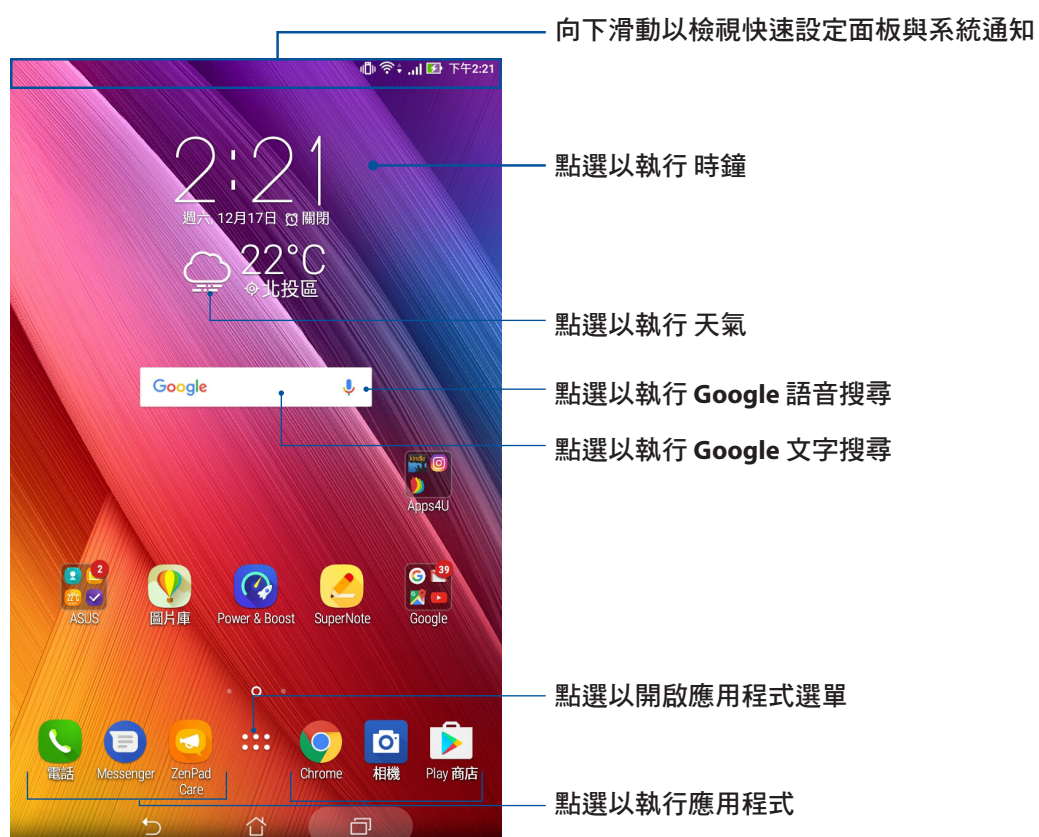 向下滑動以檢視快速設定面板與系統通知
下午2:21
2:21
週六, 12月17日 關閉
22°C
北投區
點選以執行 時鐘
點選以執行 天氣
Google
點選以執行 Google 語音搜尋
點選以執行 Google 文字搜尋
kindle
Apps4U
2
22°C
39
ASUS
圖片庫
Power & Boost
SuperNote
Google
點選以開啟應用程式選單
電話
Messenger
ZenPad
Care
Chrome
相機
Play 商店
點選以執行應用程式